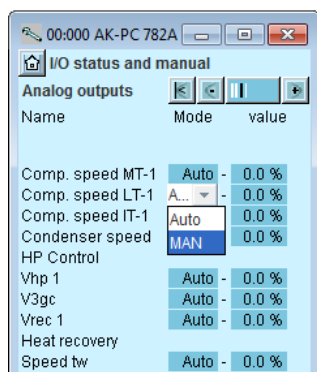 00:000 AK-PC 782A
I/O status and manual
Analog outputs
Name Mode value
Comp. speed MT-1 Auto - 0.0 %
Comp. speed LT-1 A... - 0.0 %
Comp. speed IT-1 Auto 0.0 %
Condenser speed MAN 0.0 %
HP Control
Vhp 1 Auto - 0.0 %
V3gc Auto - 0.0 %
Vrec 1 Auto - 0.0 %
Heat recovery
Speed tw Auto - 0.0 %